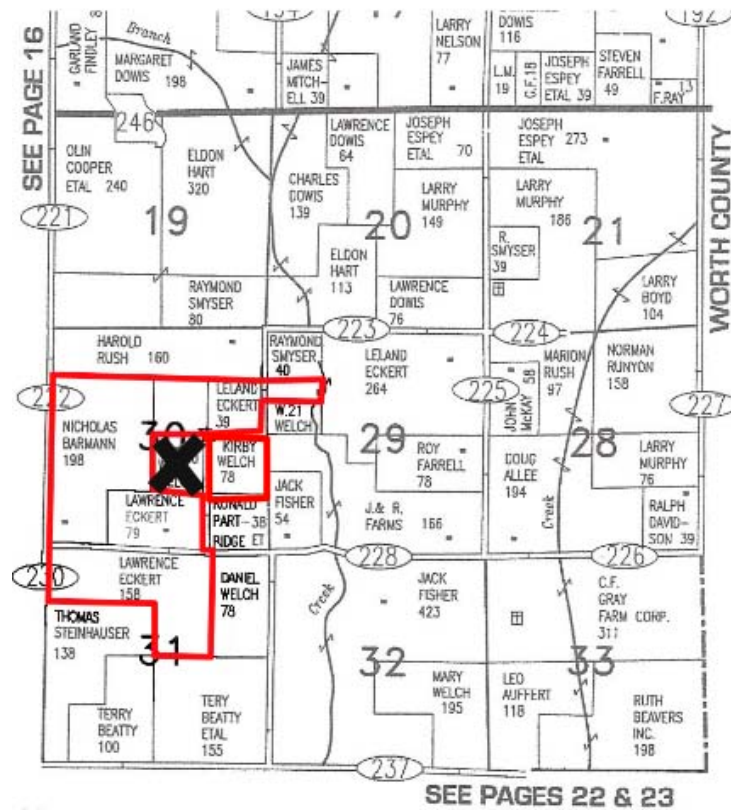 SEE PAGE 16
WORTH COUNTY
194
17
192
Branch
GARLAND
FINDLEY
MARGARET
DOWIS 196
JAMES
MITCH-
ELL 39
LARRY
NELSON
77
DOWIS
116
L.M.
19
G.F.18
JOSEPH
ESPEY
ETAL 39
STEVEN
FARRELL
49
13
F.RAY
246
OLIN
COOPER
ETAL 240
ELDON
HART
320
LAWRENCE
DOWIS
64
JOSEPH
ESPEY
ETAL 70
JOSEPH
ESPEY 273
ETAL
CHARLES
DOWIS
139
LARRY
MURPHY
149
LARRY
MURPHY
186
221
19
20
21
R.
SMYSER
39
ELDON
HART
113
RAYMOND
SMYSER
80
LAWRENCE
DOWIS
76
LARRY
BOYD
104
223
224
HAROLD
RUSH 160
RAYMOND
SMYSER
40
LELAND
ECKERT
264
MARION
RUSH
97
NORMAN
RUNYON
158
LELAND
ECKERT
39
225
JOHN
McKAY 58
227
NICHOLAS
BARMANN
198
W.21
WELCH
29
28
KIRBY
WELCH
78
ROY
FARRELL
78
DOUG
ALLEE
194
LARRY
MURPHY
76
JACK
FISHER
54
LAWRENCE
ECKERT
79
RONALD
PART-38
RIDGE ET
J.& R.
FARMS 166
Creek
RALPH
DAVID-
SON 39
228
226
230
LAWRENCE
ECKERT
158
DANIEL
WELCH
78
JACK
FISHER
423
C.F.
GRAY
FARM CORP.
311
Creek
THOMAS
STEINHAUSER
138
31
32
33
MARY
WELCH
195
LEO
AUFFERT
118
RUTH
BEAVERS
INC.
198
TERRY
BEATTY
100
TERY
BEATTY
ETAL
155
237
SEE PAGES 22 & 23